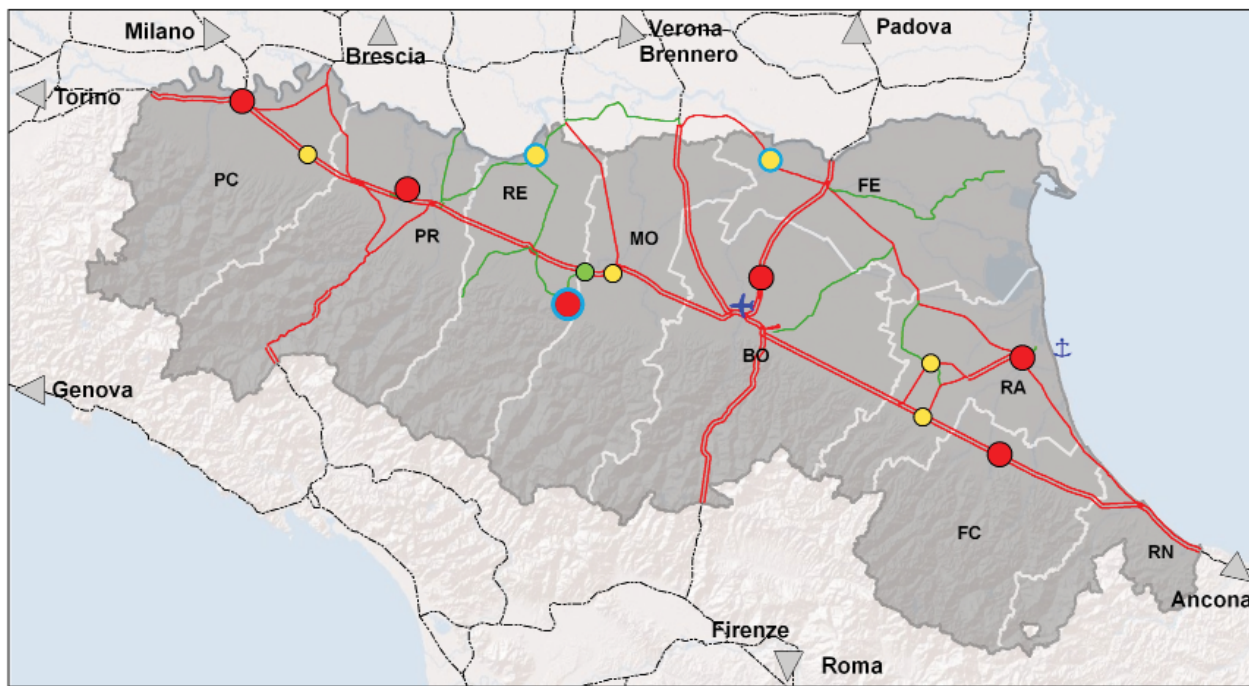 Milano
Verona
Brennero
Padova
Brescia
Torino
PC
RE
FE
PR
MO
BO
RA
Genova
FC
RN
Ancona
Firenze
Roma